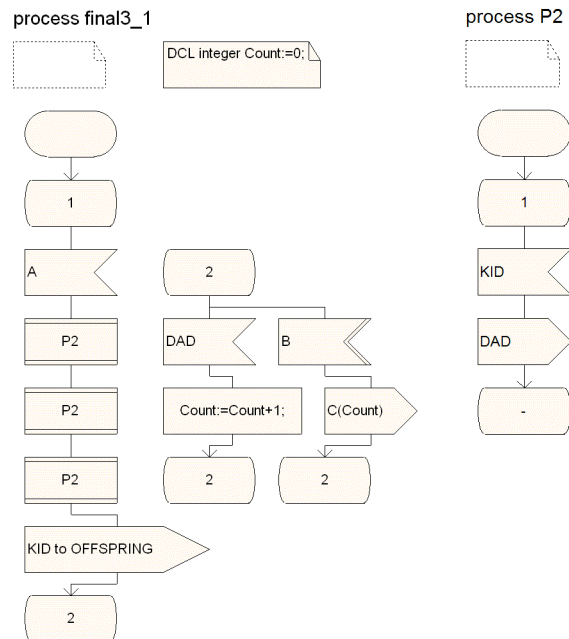 process final3_1
DCL integer Count:=0;
1
A
P2
P2
P2
KID to OFFSPRING
2
2
DAD
Count:=Count+1;
2
B
C(Count)
2
process P2
1
KID
DAD
-